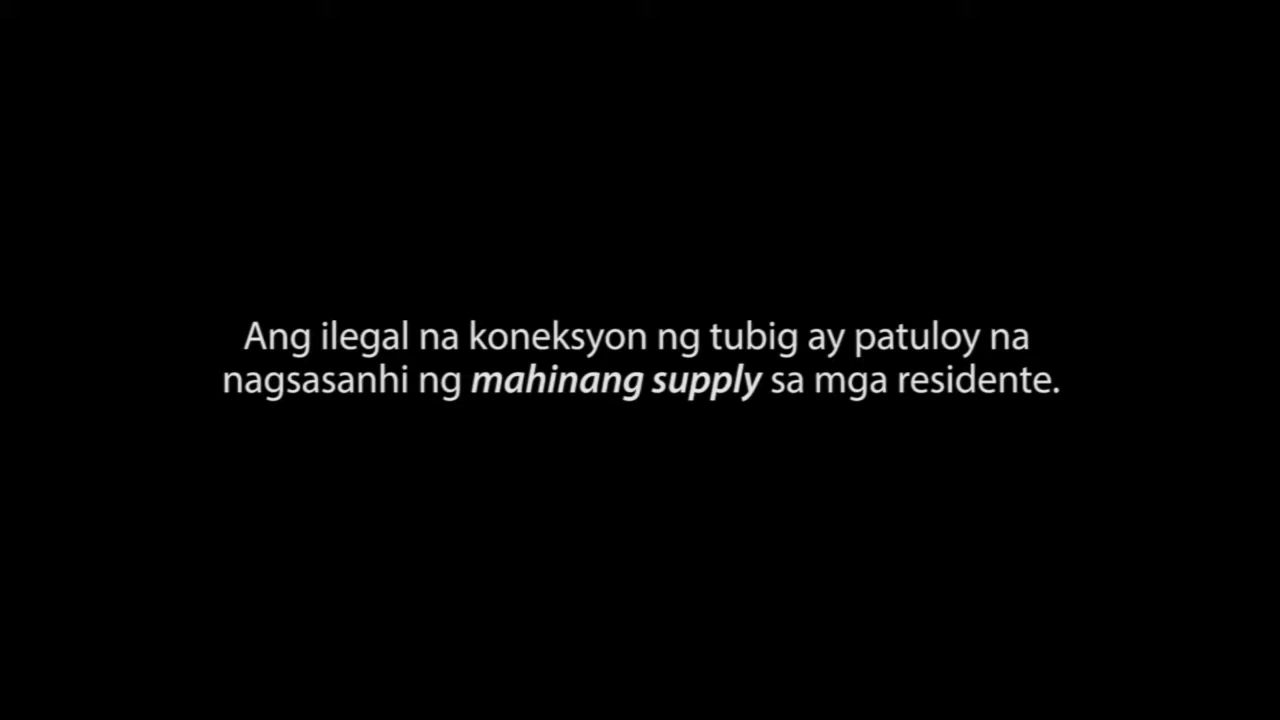 Ang ilegal na koneksyon ng tubig ay patuloy na
nagsasanhi ng mahinang supply sa mga residente.